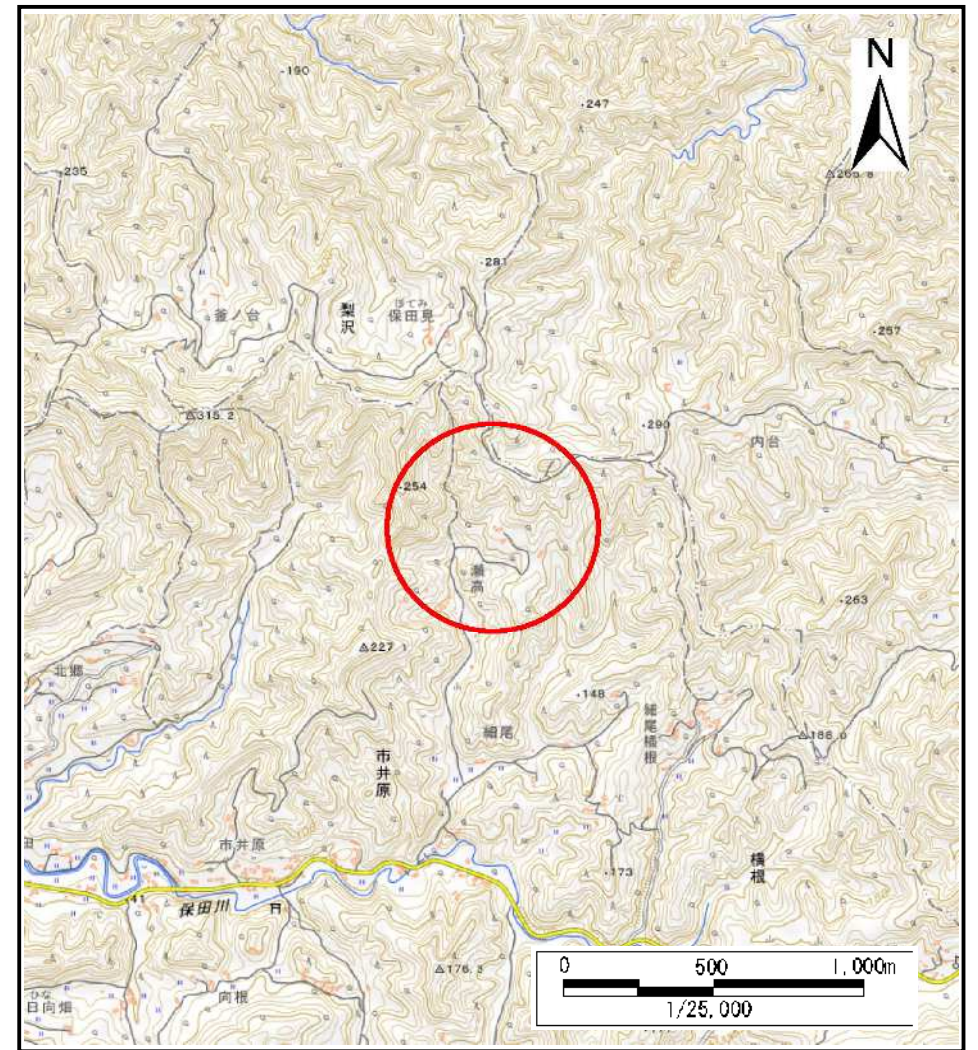 N
190
247
235
265.8
281
ほてみ
釜ノ台
梨沢
保田見
257
315.2
290
内台
254
瀬高
263
227.1
北郷
148
細尾
細尾横根
188.0
市井原
市井原
横根
173
田
41
保田川
176.3
ひな
日向畑
向根
0 500 1,000m
1/25,000